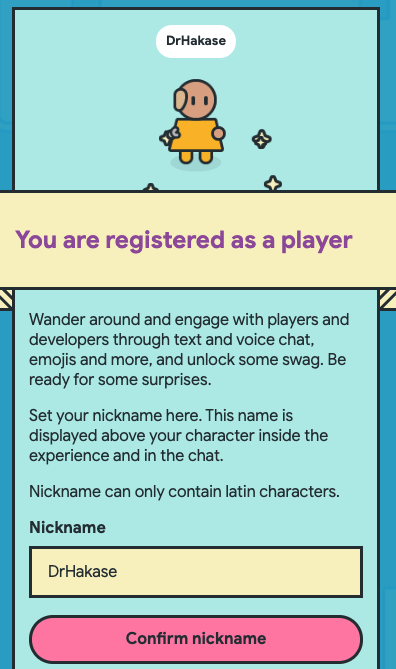 DrHakase
You are registered as a player
Wander around and engage with players and
developers through text and voice chat,
emojis and more, and unlock some swag. Be
ready for some surprises.
Set your nickname here. This name is
displayed above your character inside the
experience and in the chat.
Nickname can only contain latin characters.
Nickname
DrHakase
Confirm nickname